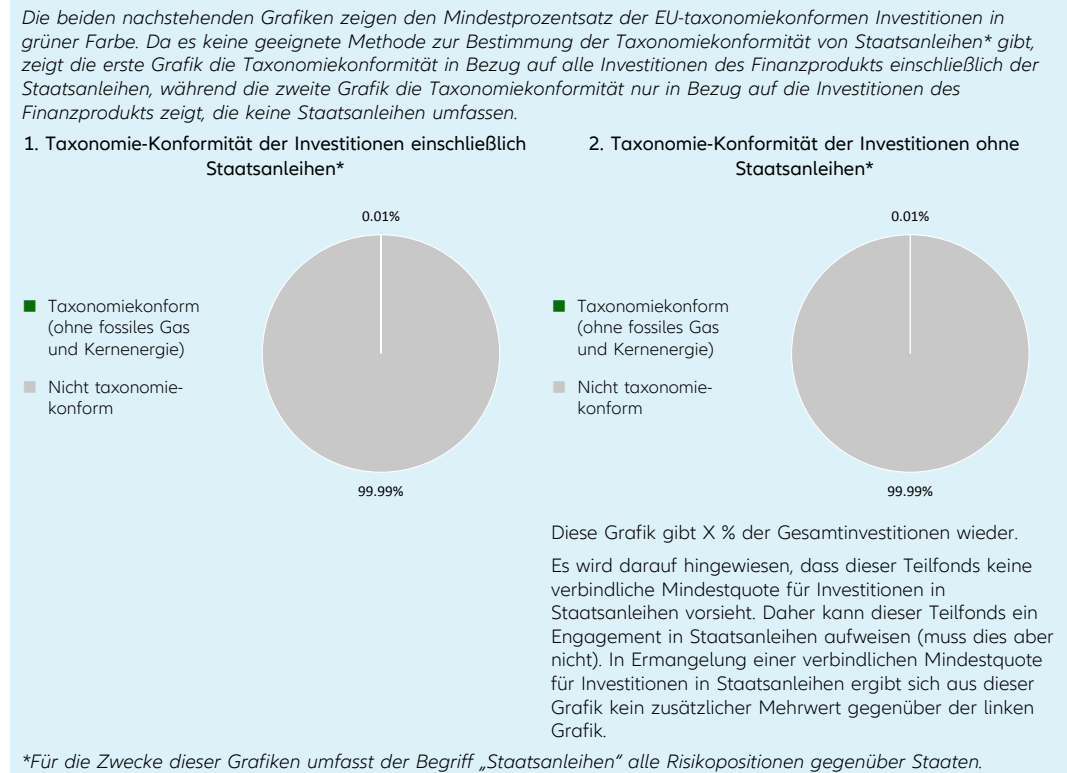 Die beiden nachstehenden Grafiken zeigen den Mindestprozentsatz der EU-taxonomiekonformen Investitionen in
grüner Farbe. Da es keine geeignete Methode zur Bestimmung der Taxonomiekonformität von Staatsanleihen* gibt,
zeigt die erste Grafik die Taxonomiekonformität in Bezug auf alle Investitionen des Finanzprodukts einschließlich der
Staatsanleihen, während die zweite Grafik die Taxonomiekonformität nur in Bezug auf die Investitionen des
Finanzprodukts zeigt, die keine Staatsanleihen umfassen.
1. Taxonomie-Konformität der Investitionen einschließlich
Staatsanleihen*
0.01%
Taxonomiekonform
(ohne fossiles Gas
und Kernenergie)
Nicht taxonomie-
konform
99.99%
2. Taxonomie-Konformität der Investitionen ohne
Staatsanleihen*
0.01%
Taxonomiekonform
(ohne fossiles Gas
und Kernenergie)
Nicht taxonomie-
konform
99.99%
Diese Grafik gibt X % der Gesamtinvestitionen wieder.
Es wird darauf hingewiesen, dass dieser Teilfonds keine
verbindliche Mindestquote für Investitionen in
Staatsanleihen vorsieht. Daher kann dieser Teilfonds ein
Engagement in Staatsanleihen aufweisen (muss dies aber
nicht). In Ermangelung einer verbindlichen Mindestquote
für Investitionen in Staatsanleihen ergibt sich aus dieser
Grafik kein zusätzlicher Mehrwert gegenüber der linken
Grafik.
*Für die Zwecke dieser Grafiken umfasst der Begriff „Staatsanleihen“ alle Risikopositionen gegenüber Staaten.